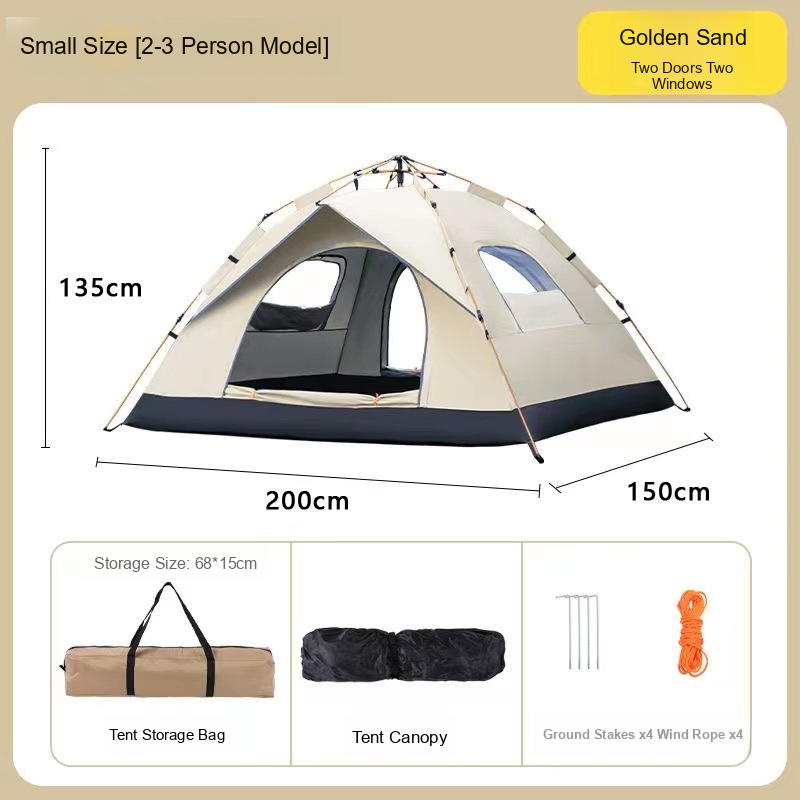 Small Size [2-3 Person Model]
Golden Sand
Two Doors Two
Windows
135cm
200cm
150cm
Storage Size: 68*15cm
Tent Storage Bag
Tent Canopy
Ground Stakes x4 Wind Rope x4